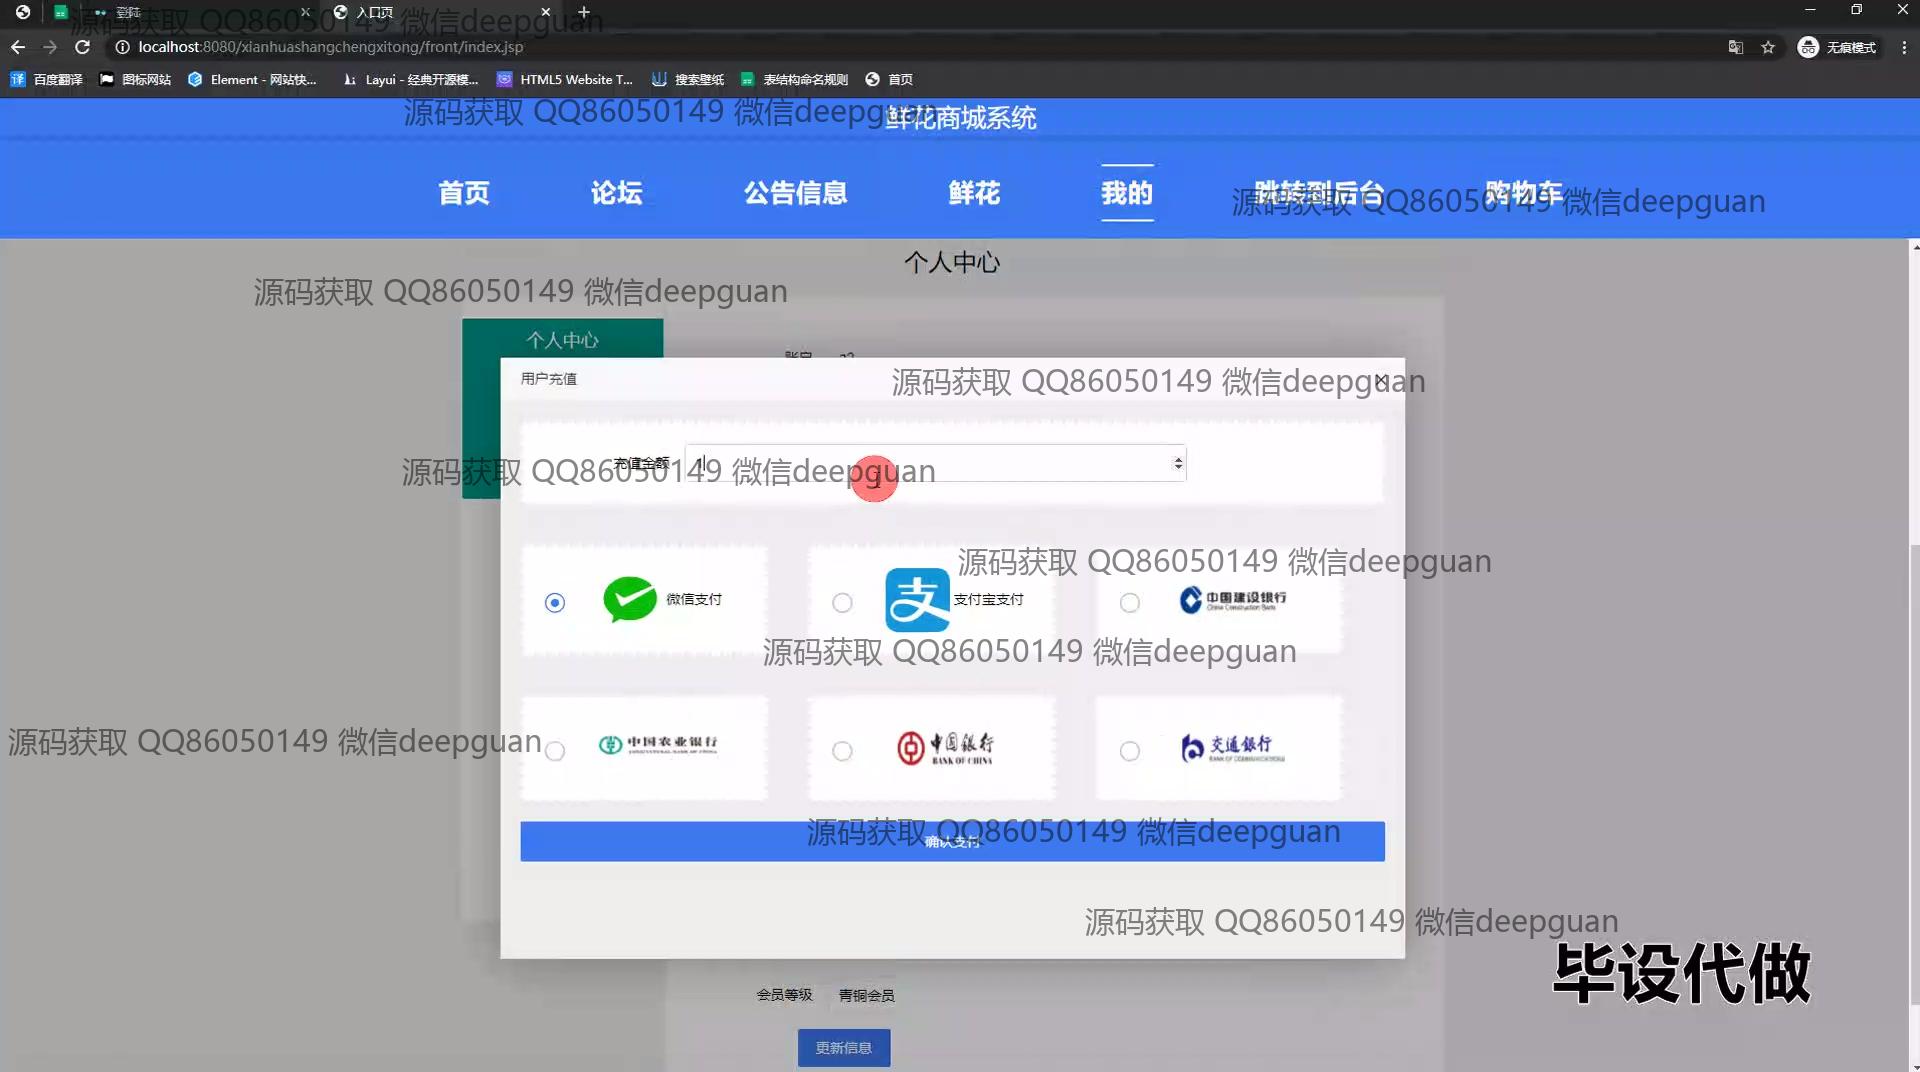 登陆
入口页
源码获取 QQ86050149 微信deepguan
localhost:8080/xianhuashangchengxitong/front/index.jsp
无痕模式
百度翻译
图标网站
Element - 网站快...
Layui - 经典开源模...
HTML5 Website T...
搜索壁纸
表结构命名规则
首页
源码获取 QQ86050149 微信deepguan
鲜花商城系统
首页
论坛
公告信息
鲜花
我的
跳转到后台
购物车
源码获取 QQ86050149 微信deepguan
个人中心
源码获取 QQ86050149 微信deepguan
个人中心
账户
用户充值
源码获取 QQ86050149 微信deepguan
充值金额
源码获取 QQ86050149 微信deepguan
源码获取 QQ86050149 微信deepguan
微信支付
支
支付宝支付
中国建设银行
China Construction Bank
源码获取 QQ86050149 微信deepguan
源码获取 QQ86050149 微信deepguan
中国农业银行
中国银行
BANK OF CHINA
交通银行
BANK OF COMMUNICATIONS
源码获取 QQ86050149 微信deepguan
确认支付
源码获取 QQ86050149 微信deepguan
毕设代做
会员等级
青铜会员
更新信息